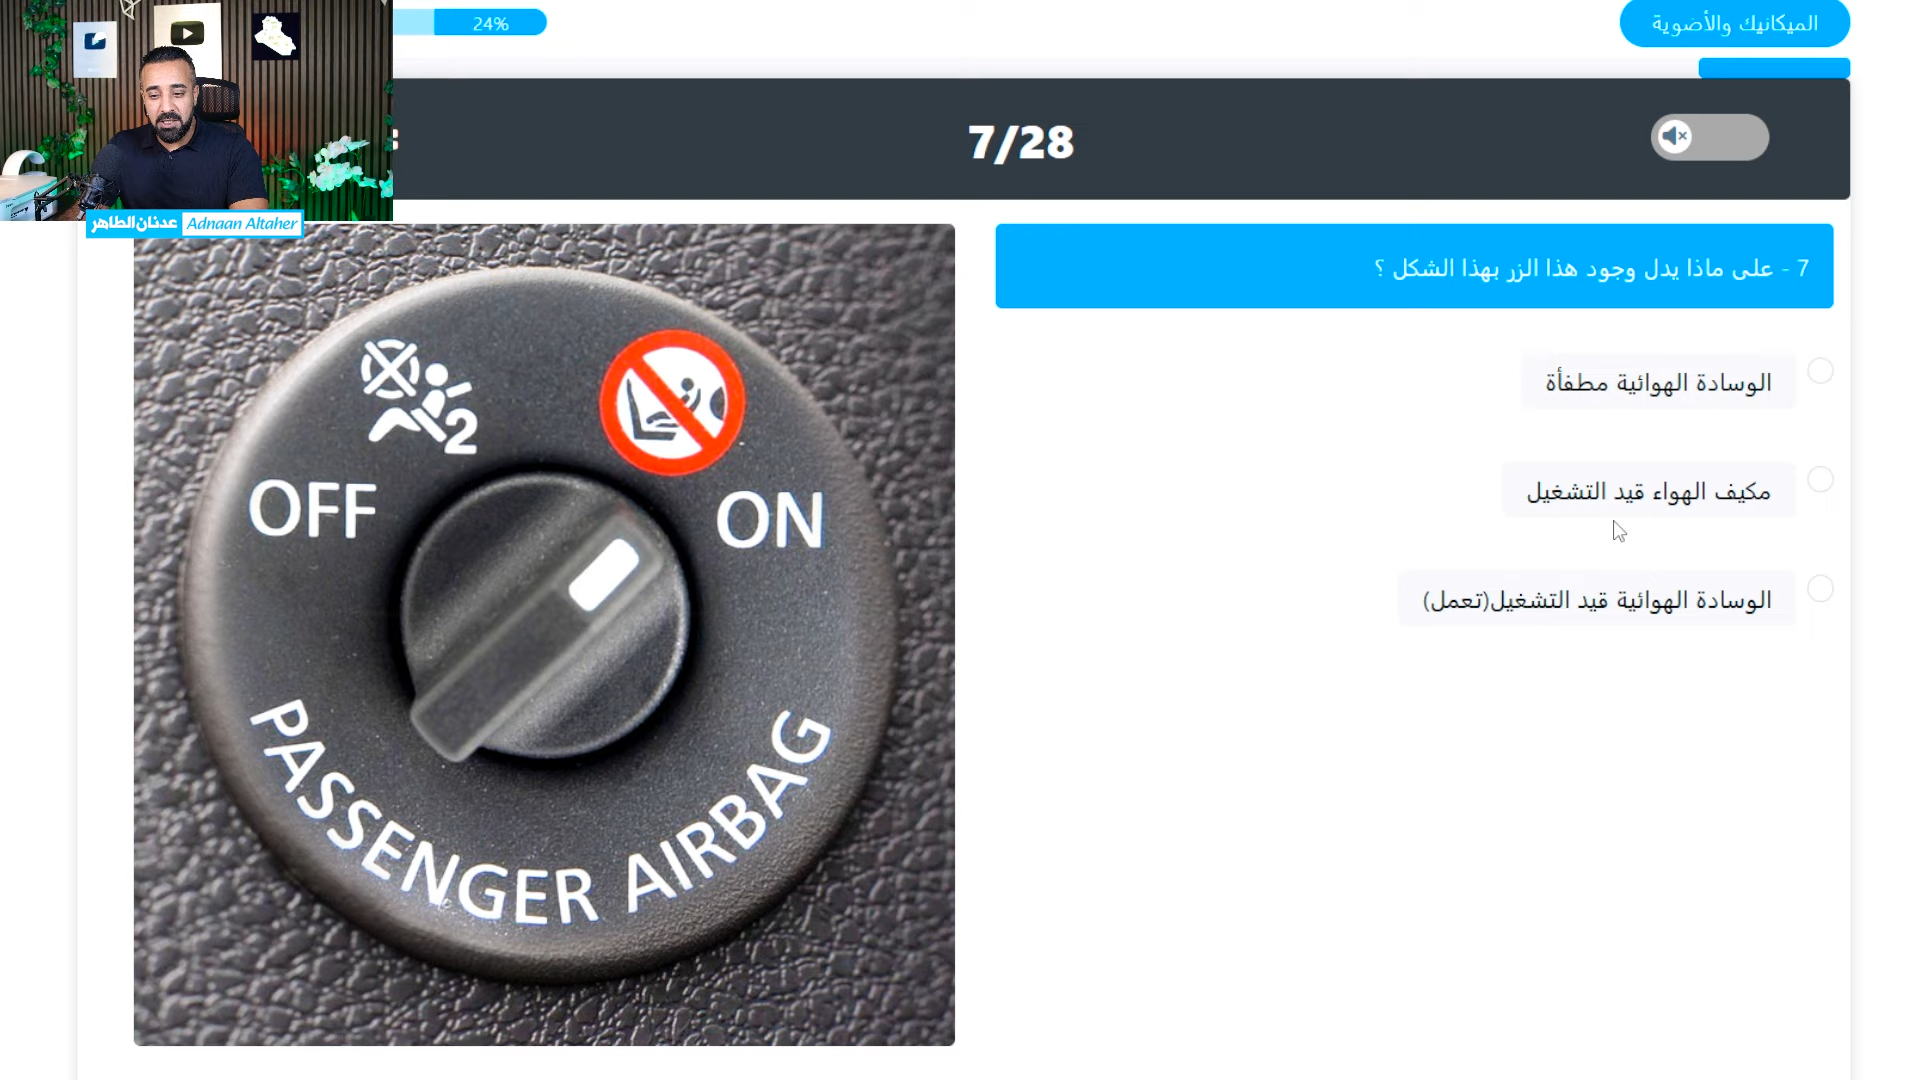 24%
الميكانيك والأضوية
7/28
عدنان الطاهر Adnaan Altaher
7 - على ماذا يدل وجود هذا الزر بهذا الشكل ؟
الوسادة الهوائية مطفأة
مكيف الهواء قيد التشغيل
الوسادة الهوائية قيد التشغيل(تعمل)
2
OFF
ON
PASSENGER AIRBAG